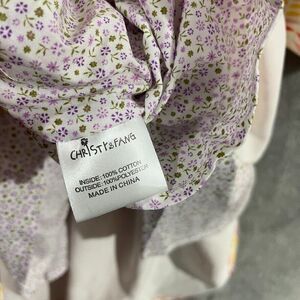 CHRISTY&FANG
INSIDE:100% COTTON
OUTSIDE:100%POLYESTER
MADE IN CHINA